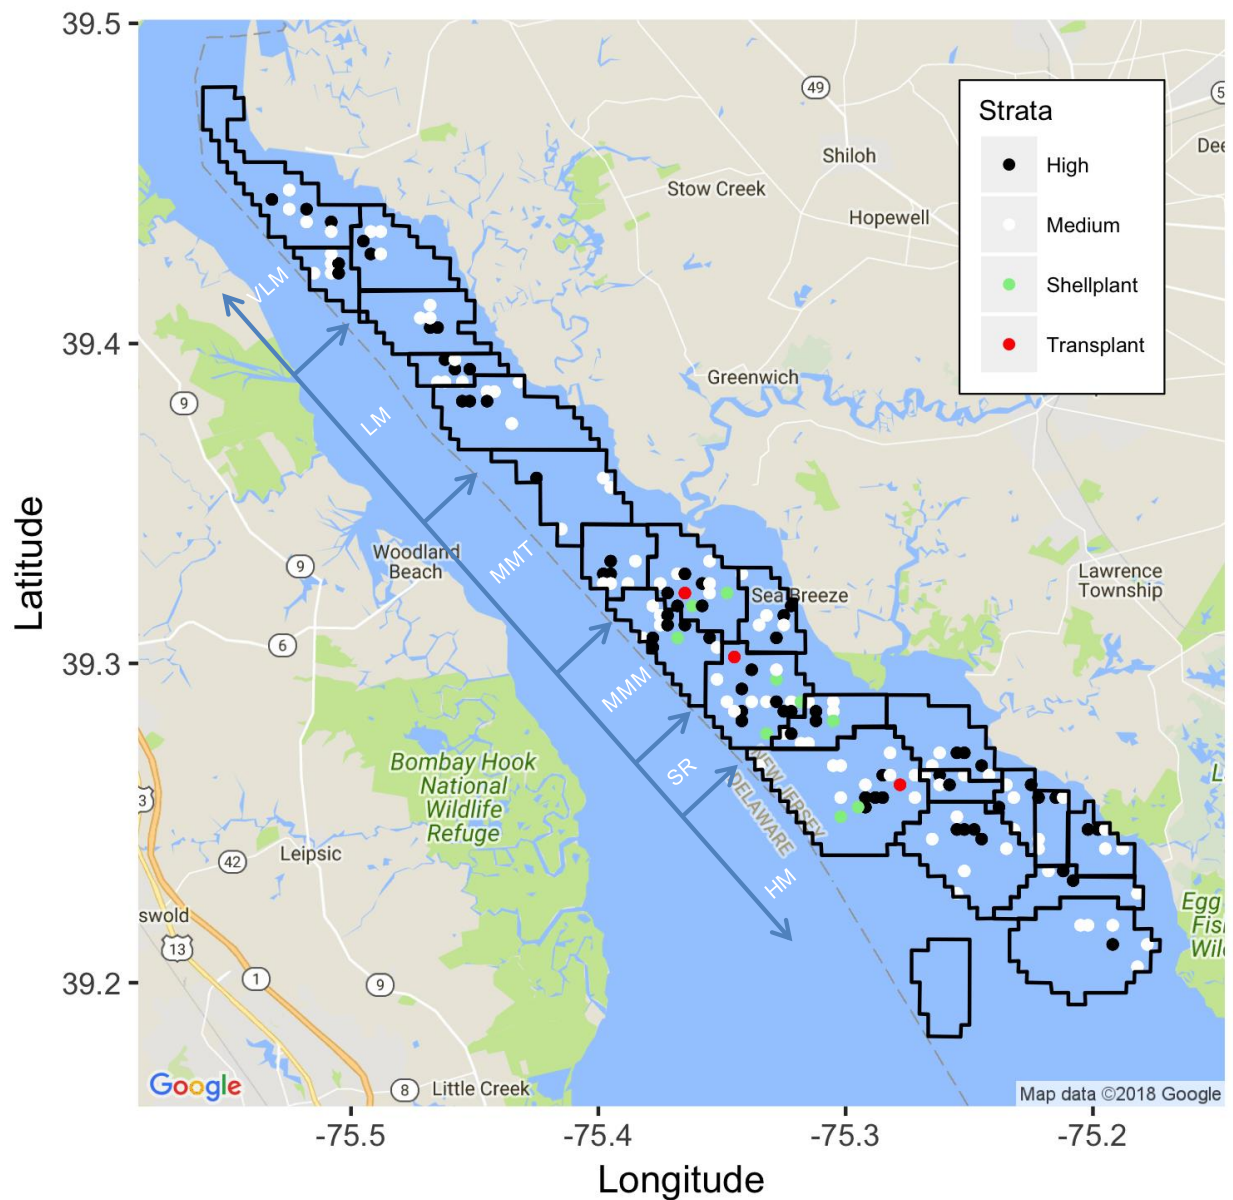 39.5
49
5
Strata
High
Medium
Shellplant
Transplant
Dee
Shiloh
Stow Creek
Hopewell
VLM
39.4
9
Greenwich
LM
Latitude
Woodland
Beach
9
MMT
Lawrence
Township
Sea Breeze
6
39.3
MMM
SR
NEW JERSEY
DELAWARE
HM
Bombay Hook
National
Wildlife
Refuge
L
3
42
Leipsic
swold
13
Egg
Fis
Wil
39.2
1
9
Google
8
Little Creek
Map data ©2018 Google
-75.5
-75.4
-75.3
-75.2
Longitude